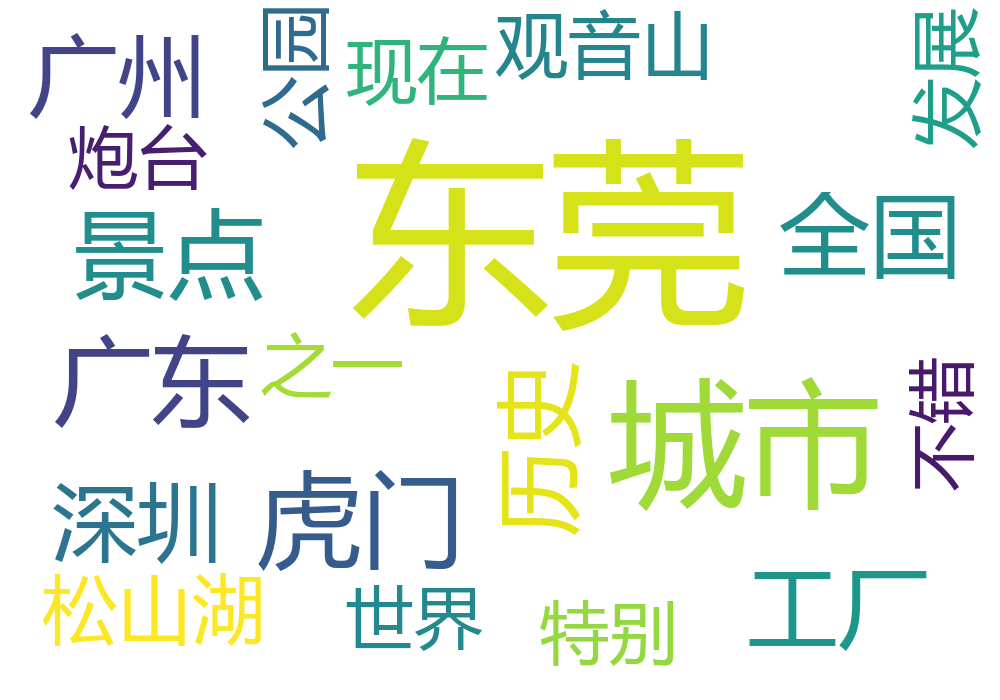 广州
公园
现在
观音山
发展
炮台
东莞
景点
全国
广东
之一
历史
城市
不错
深圳
虎门
松山湖
世界
特别
工厂